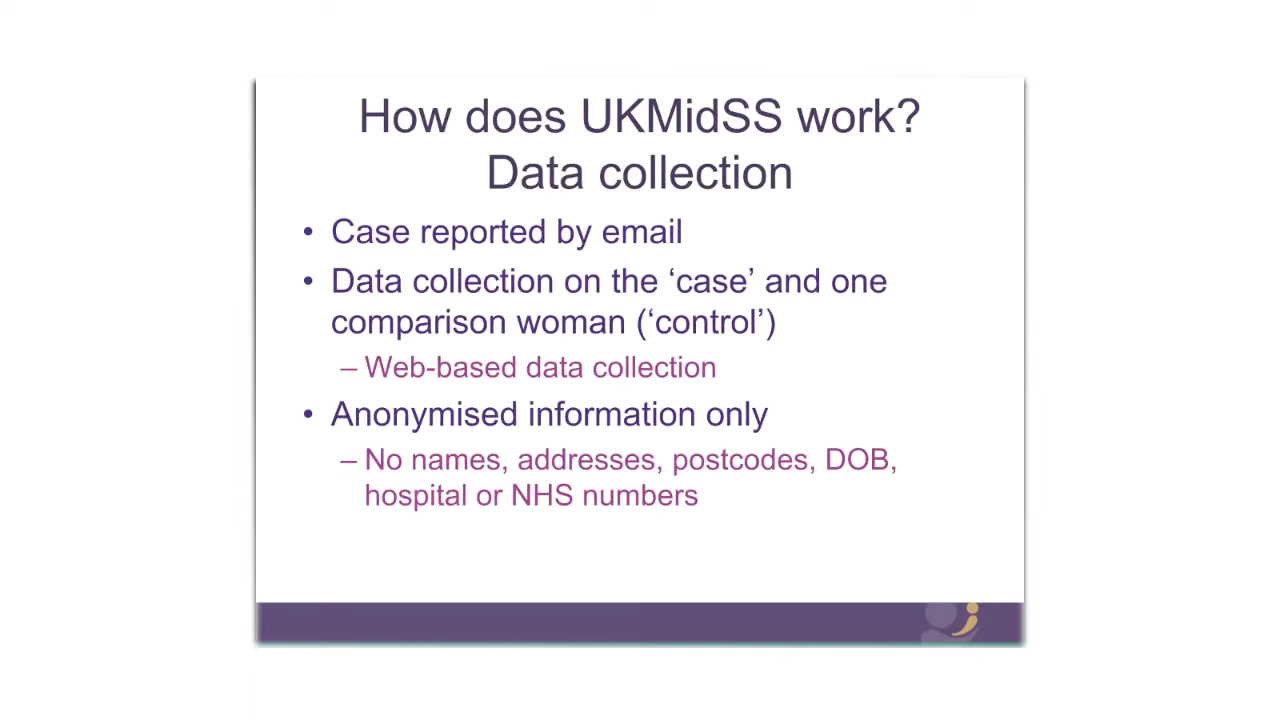 How does UKMidSS work?
Data collection
• Case reported by email
• Data collection on the ‘case’ and one
comparison woman (‘control’)
– Web-based data collection
• Anonymised information only
– No names, addresses, postcodes, DOB,
hospital or NHS numbers